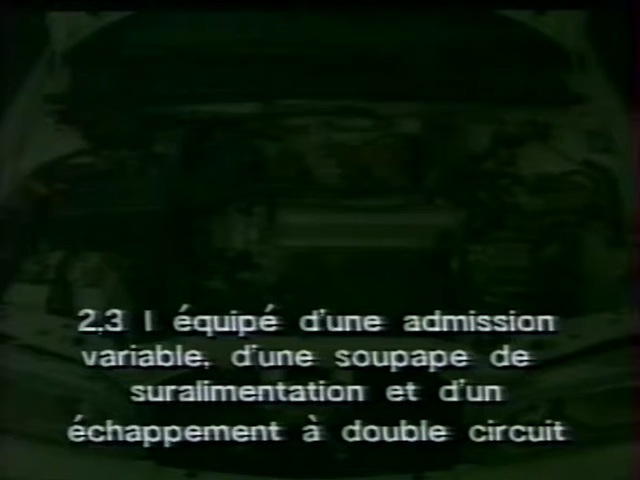 2.3 l équipé d'une admission
variable, d'une soupape de
suralimentation et d'un
échappement à double circuit